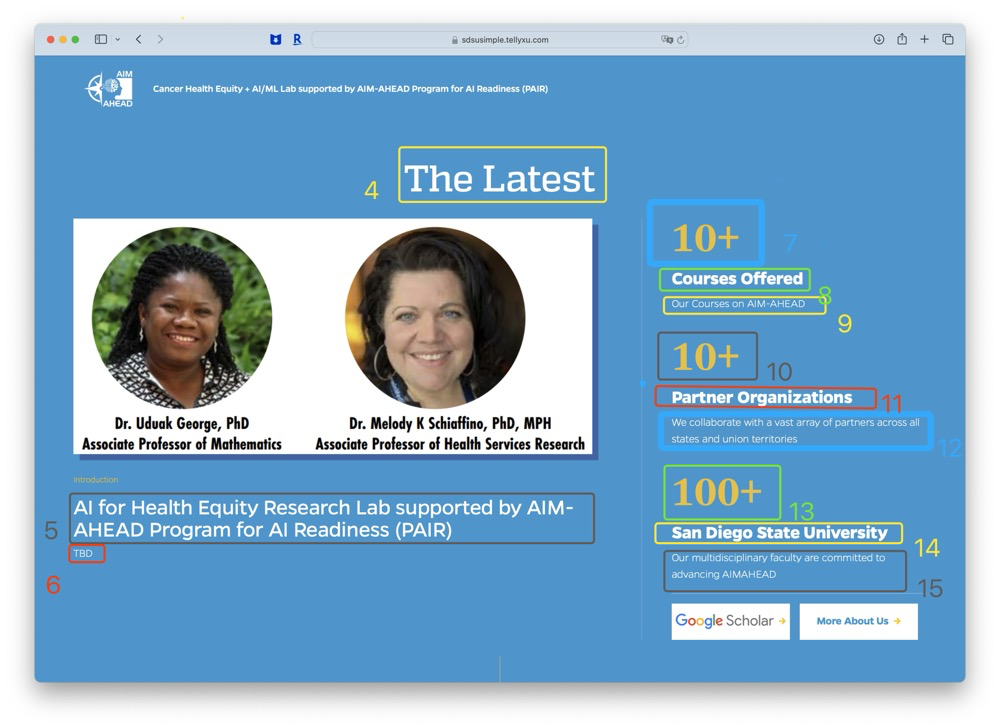 sdsusimple.tellyxu.com
AIM
AHEAD
Cancer Health Equity + AI/ML Lab supported by AIM-AHEAD Program for AI Readiness (PAIR)
4
The Latest
Dr. Uduak George, PhD
Associate Professor of Mathematics
Dr. Melody K Schiaffino, PhD, MPH
Associate Professor of Health Services Research
Introduction
5
AI for Health Equity Research Lab supported by AIM-
AHEAD Program for AI Readiness (PAIR)
TBD
6
10+
7
Courses Offered
8
Our Courses on AIM-AHEAD
9
10+
10
Partner Organizations
11
We collaborate with a vast array of partners across all
states and union territories
12
100+
13
San Diego State University
14
Our multidisciplinary faculty are committed to
advancing AIMAHEAD
15
Google Scholar →
More About Us →